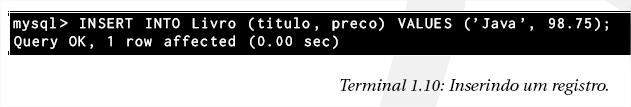 mysql> INSERT INTO Livro (titulo, preco) VALUES ('Java', 98.75);
Query OK, 1 row affected (0.00 sec)
Terminal 1.10: Inserindo um registro.